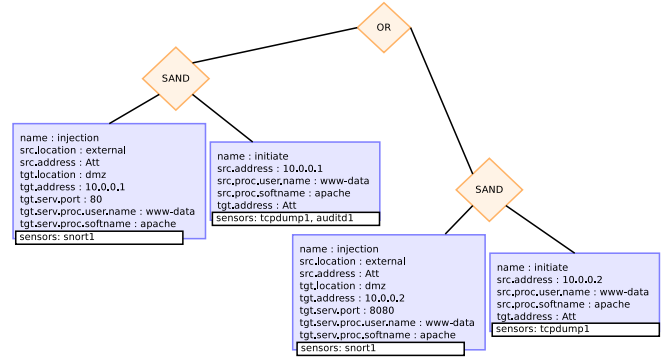 OR
SAND
name : injection
src.location : external
src.address : Att
tgt.location : dmz
tgt.address : 10.0.0.1
tgt.serv.port : 80
tgt.serv.proc.user.name : www-data
tgt.serv.proc.softname : apache
sensors: snort1
name : initiate
src.address : 10.0.0.1
src.proc.user.name : www-data
src.proc.softname : apache
tgt.address : Att
sensors: tcpdump1, auditd1
SAND
name : injection
src.location : external
src.address : Att
tgt.location : dmz
tgt.address : 10.0.0.2
tgt.serv.port : 8080
tgt.serv.proc.user.name : www-data
tgt.serv.proc.softname : apache
sensors: snort1
name : initiate
src.address : 10.0.0.2
src.proc.user.name : www-data
src.proc.softname : apache
tgt.address : Att
sensors: tcpdump1